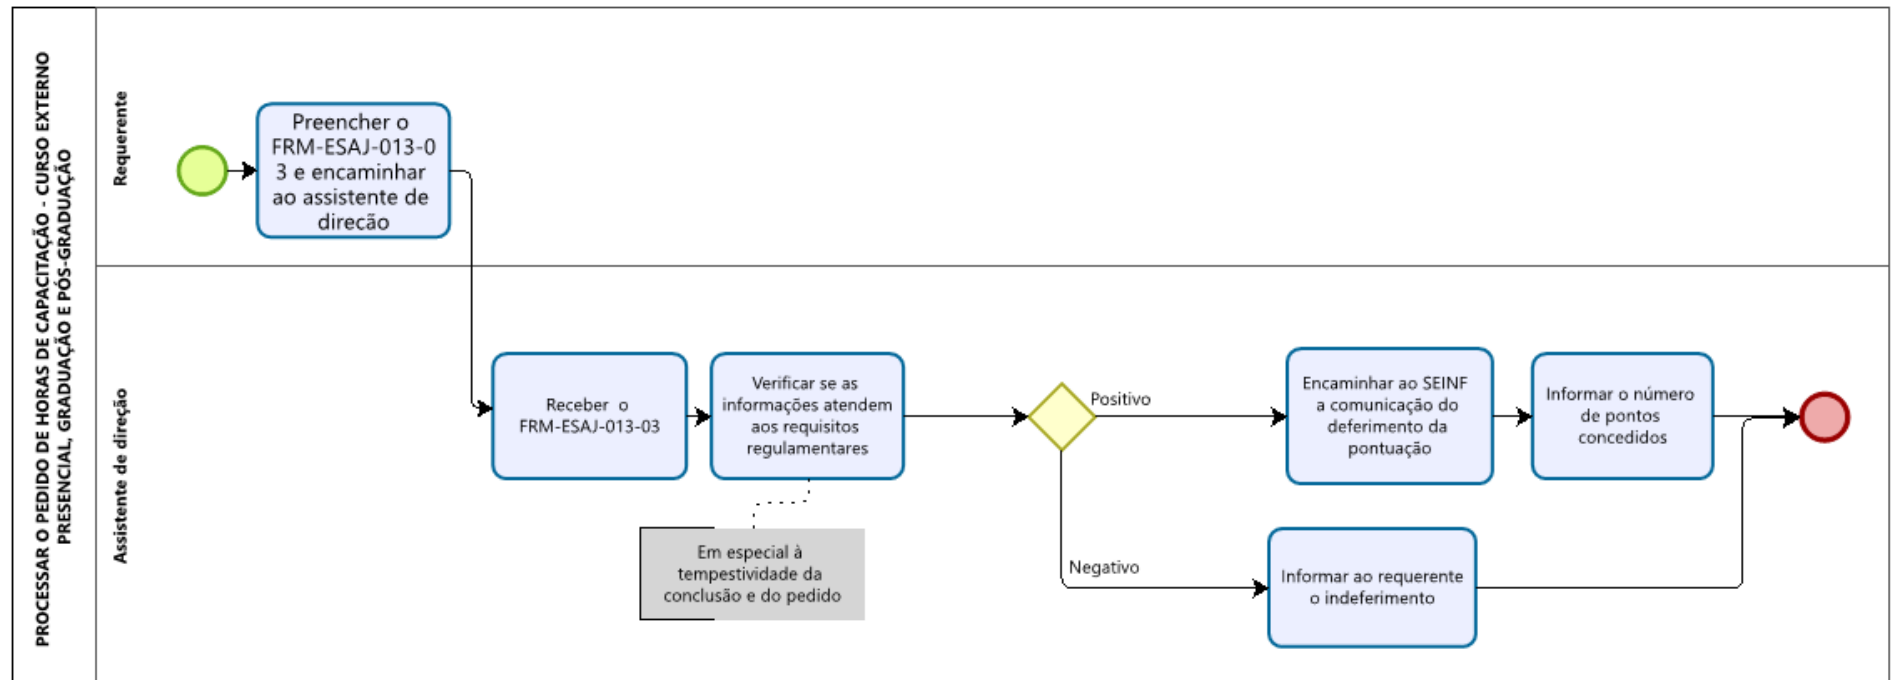 PROCESSAR O PEDIDO DE HORAS DE CAPACITAÇÃO - CURSO EXTERNO
PRESENCIAL, GRADUAÇÃO E PÓS-GRADUAÇÃO
Requerente
Preencher o
FRM-ESAJ-013-0
3 e encaminhar
ao assistente de
direcão
Assistente de direção
Receber o
FRM-ESAJ-013-03
Verificar se as
informações atendem
aos requisitos
regulamentares
Em especial à
tempestividade da
conclusão e do pedido
Positivo
Encaminhar ao SEINF
a comunicação do
deferimento da
pontuação
Informar o número
de pontos
concedidos
Negativo
Informar ao requerente
o indeferimento